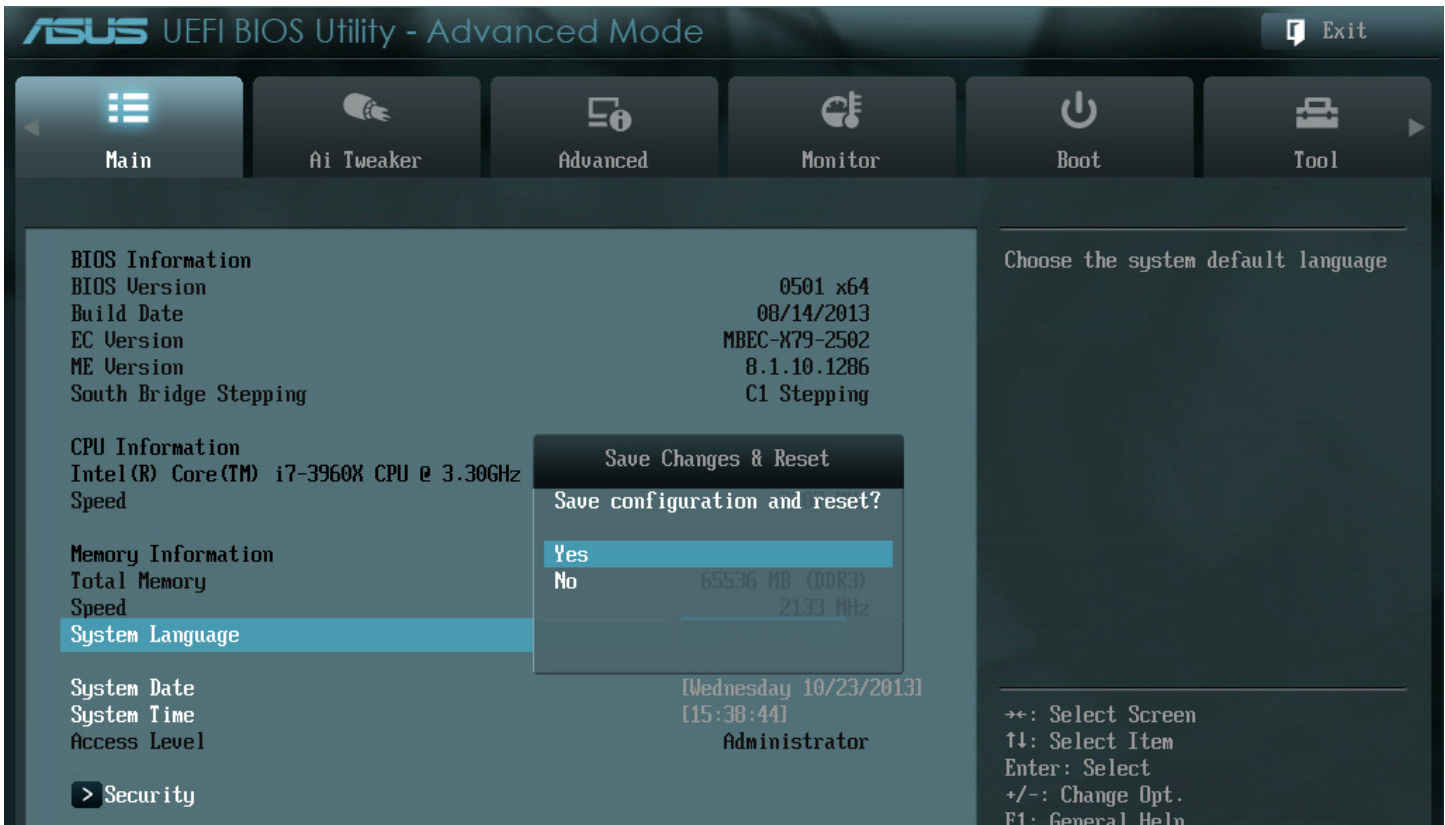 ASUS UEFI BIOS Utility - Advanced Mode
Exit
Main
Ai Tweaker
Advanced
Monitor
Boot
Tool
BIOS Information
BIOS Version 0501 x64
Build Date 08/14/2013
EC Version MBEC-X79-2502
ME Version 8.1.10.1286
South Bridge Stepping C1 Stepping
CPU Information
Intel(R) Core(TM) i7-3960X CPU @ 3.30GHz
Speed
Memory Information
Total Memory 65536 MB (DDR3)
Speed 2133 MHz
System Language
System Date [Wednesday 10/23/2013]
System Time [15:38:44]
Access Level Administrator
> Security
Save Changes & Reset
Save configuration and reset?
Yes
No
Choose the system default language
→←: Select Screen
↑↓: Select Item
Enter: Select
+/-: Change Opt.
F1: General Help